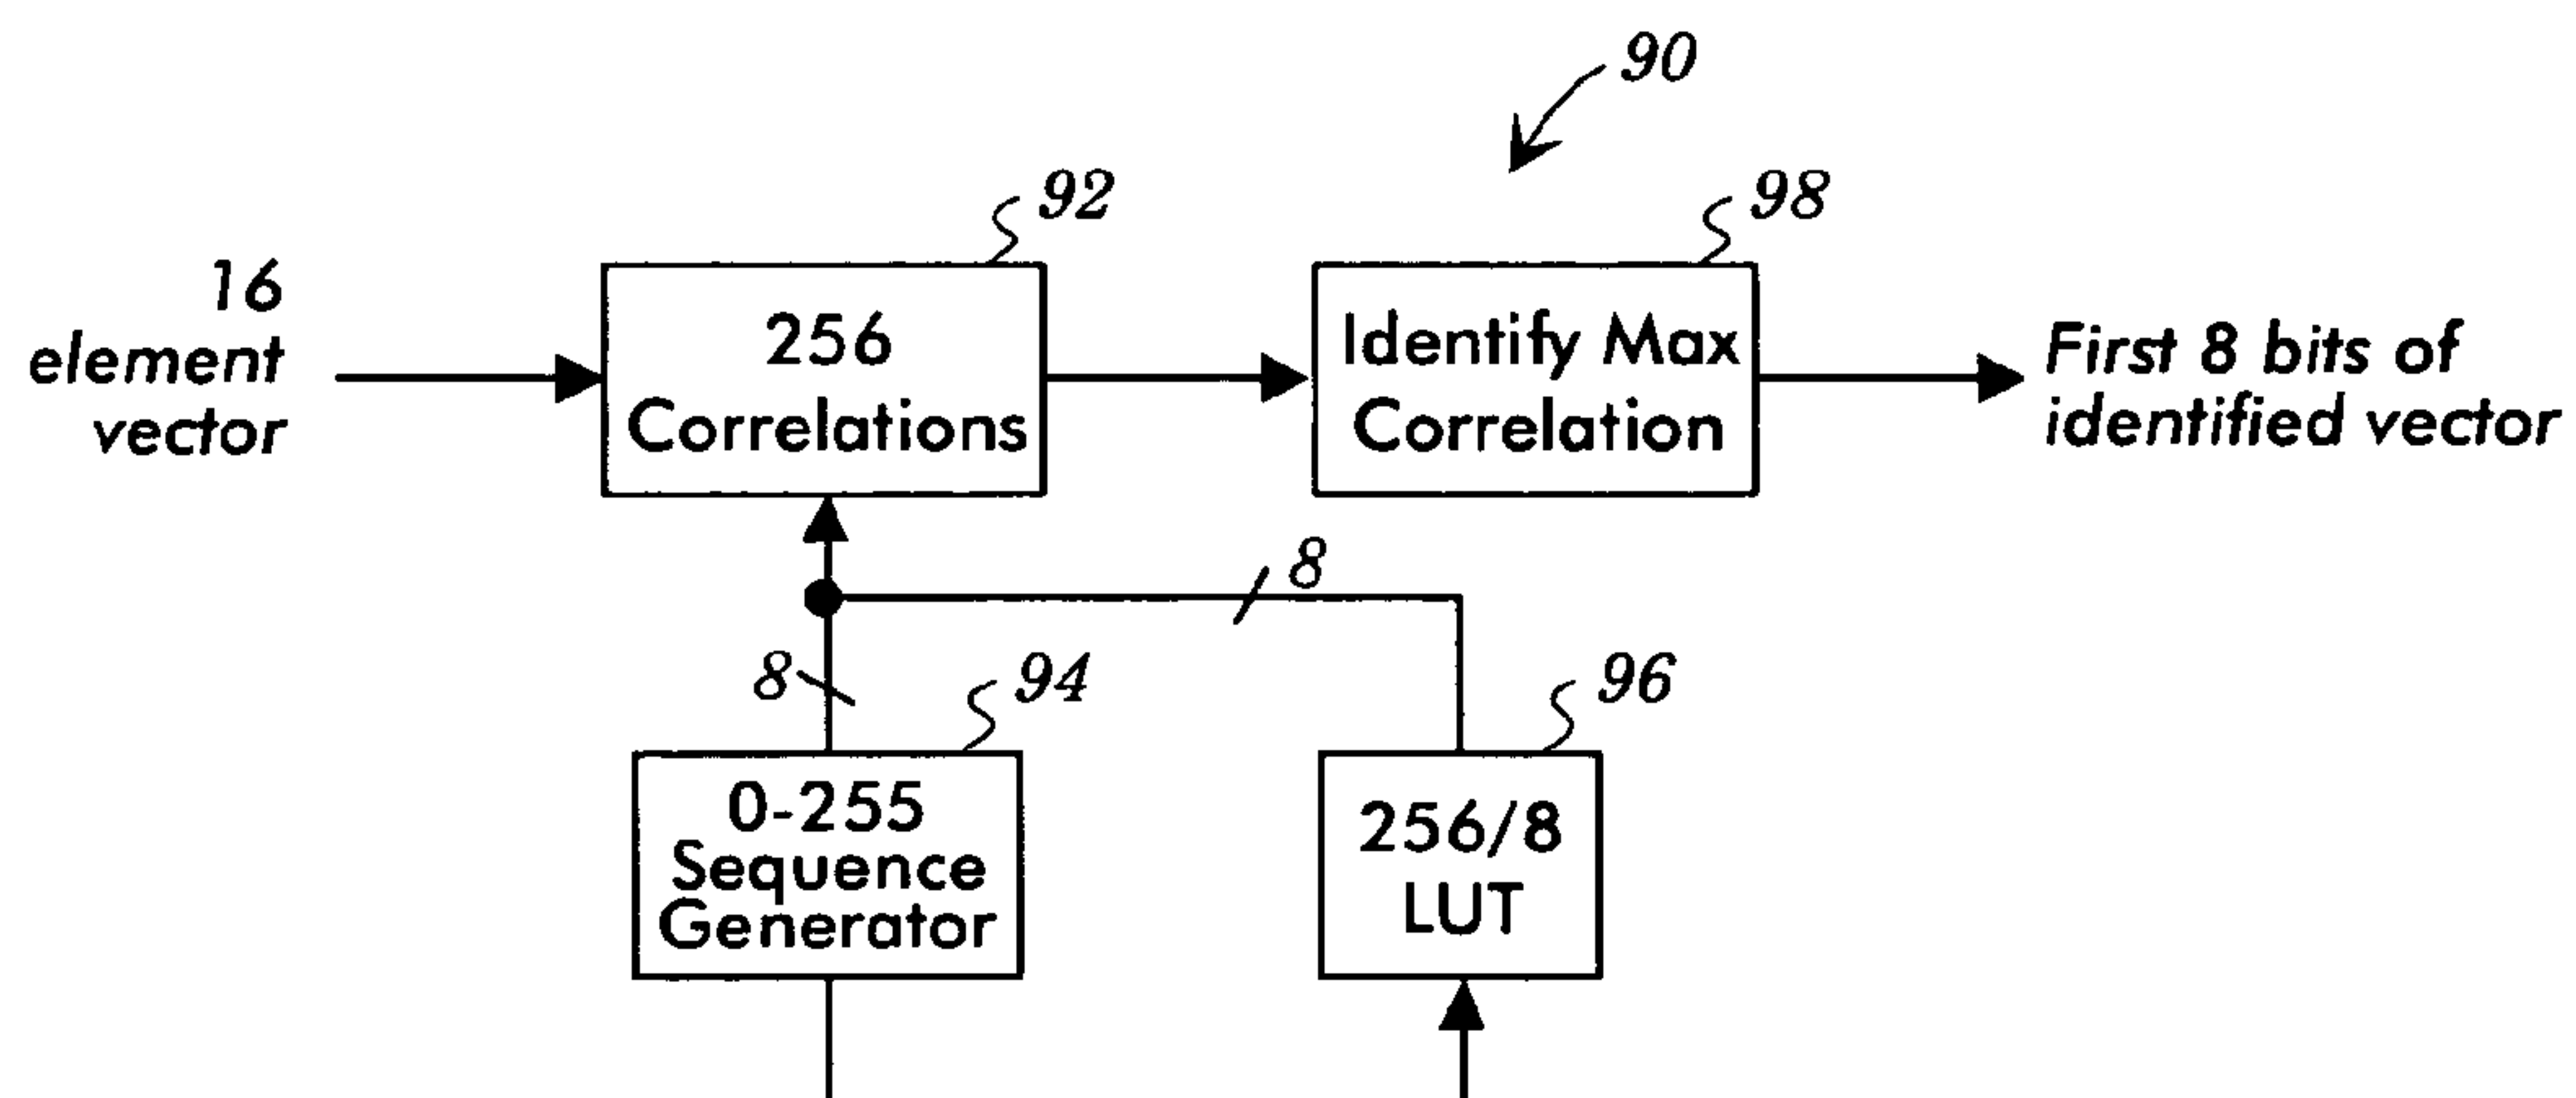 90
92
98
16
element
vector
256
Correlations
Identify Max
Correlation
First 8 bits of
identified vector
8
8
94
96
0-255
Sequence
Generator
256/8
LUT